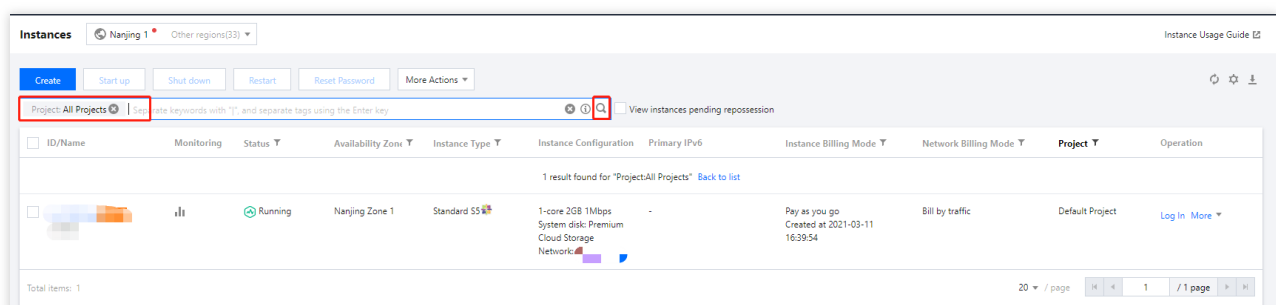 Instances Nanjing 1 Other regions(33) Instance Usage Guide
Create Start up Shut down Restart Reset Password More Actions
Project: All Projects Separate keywords with "|", and separate tags using the Enter key View instances pending repossession
ID/Name Monitoring Status Availability Zone Instance Type Instance Configuration Primary IPv6 Instance Billing Mode Network Billing Mode Project Operation
1 result found for "Project:All Projects" Back to list
Running Nanjing Zone 1 Standard S5 1-core 2GB 1Mbps - Pay as you go Bill by traffic Default Project Log In More
System disk: Premium Created at 2021-03-11
Cloud Storage 16:39:54
Network:
Total items: 1 20 / page 1 / 1 page